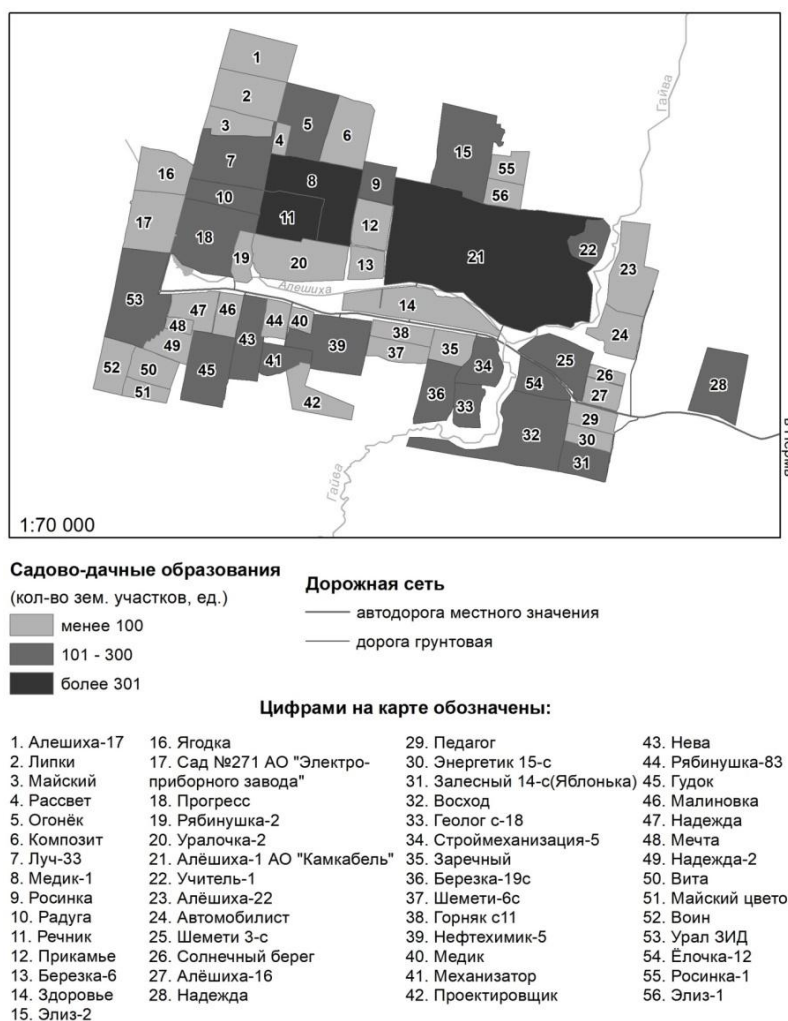 1
2
3
4
5
6
7
8
9
10
11
12
13
14
15
16
17
18
19
20
21
22
23
24
25
26
27
28
29
30
31
32
33
34
35
36
37
38
39
40
41
42
43
44
45
46
47
48
49
50
51
52
53
54
55
56
Гайва
Алешиха
Гайва
в Пермь
1:70 000
Садово-дачные образования
(кол-во зем. участков, ед.)
менее 100
101 - 300
более 301
Дорожная сеть
автодорога местного значения
дорога грунтовая
Цифрами на карте обозначены:
1. Алешиха-17
2. Липки
3. Майский
4. Рассвет
5. Огонёк
6. Композит
7. Луч-33
8. Медик-1
9. Росинка
10. Радуга
11. Речник
12. Прикамье
13. Березка-6
14. Здоровье
15. Элиз-2
16. Ягодка
17. Сад №271 АО "Электро-
приборного завода"
18. Прогресс
19. Рябинушка-2
20. Уралочка-2
21. Алёшиха-1 АО "Камкабель"
22. Учитель-1
23. Алёшиха-22
24. Автомобилист
25. Шемети 3-с
26. Солнечный берег
27. Алёшиха-16
28. Надежда
29. Педагог
30. Энергетик 15-с
31. Залесный 14-с(Яблонька)
32. Восход
33. Геолог с-18
34. Строймеханизация-5
35. Заречный
36. Березка-19с
37. Шемети-6с
38. Горняк с11
39. Нефтехимик-5
40. Медик
41. Механизатор
42. Проектировщик
43. Нева
44. Рябинушка-83
45. Гудок
46. Малиновка
47. Надежда
48. Мечта
49. Надежда-2
50. Вита
51. Майский цвето
52. Воин
53. Урал ЗИД
54. Ёлочка-12
55. Росинка-1
56. Элиз-1